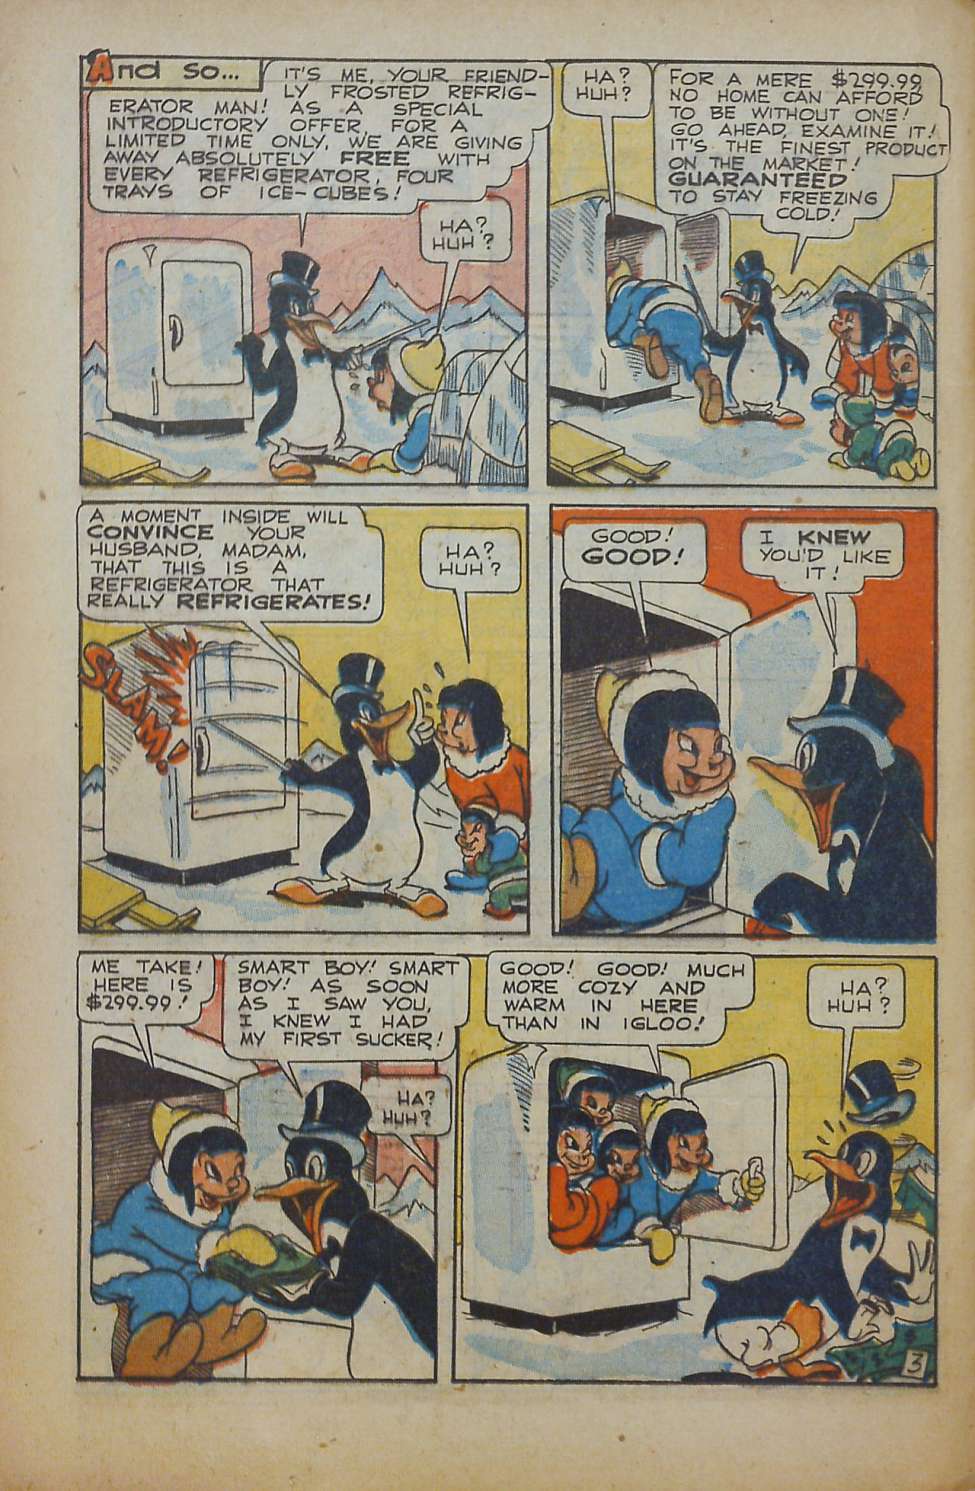 And so...
IT'S ME, YOUR FRIEND-
LY FROSTED REFRIG-
ERATOR MAN! AS A SPECIAL
INTRODUCTORY OFFER, FOR A
LIMITED TIME ONLY, WE ARE GIVING
AWAY ABSOLUTELY FREE WITH
EVERY REFRIGERATOR, FOUR
TRAYS OF ICE-CUBES!
HA?
HUH?
HA?
HUH?
FOR A MERE $299.99
NO HOME CAN AFFORD
TO BE WITHOUT ONE!
GO AHEAD, EXAMINE IT!
IT'S THE FINEST PRODUCT
ON THE MARKET!
GUARANTEED
TO STAY FREEZING
COLD!
A MOMENT INSIDE WILL
CONVINCE YOUR
HUSBAND, MADAM,
THAT THIS IS A
REFRIGERATOR THAT
REALLY REFRIGERATES!
SLAM!
HA?
HUH?
GOOD!
GOOD!
I KNEW
YOU'D LIKE
IT!
ME TAKE!
HERE IS
$299.99!
SMART BOY! SMART
BOY! AS SOON
AS I SAW YOU,
I KNEW I HAD
MY FIRST SUCKER!
HA?
HUH?
GOOD! GOOD! MUCH
MORE COZY AND
WARM IN HERE
THAN IN IGLOO!
HA?
HUH?
3